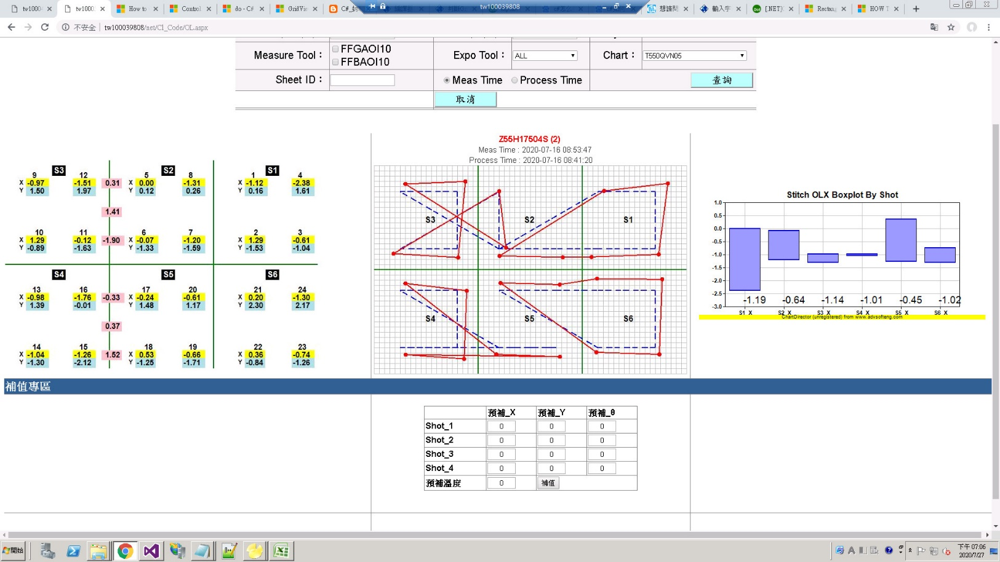 tw1000
tw1000
How to
Control
do - C#
GridVie
C#_封
tw100039808
想請問
輸入字
[.NET]
Rectan
HOW T
不安全 tw100039808/net/Cl_Code/OL.aspx
Measure Tool：
FFGAOI10
FFBAOI10
Expo Tool：
ALL
Chart：
T550QVN05
Sheet ID：
Meas Time
Process Time
查詢
取消
Z55H17504S (2)
Meas Time : 2020-07-16 08:53:47
Process Time : 2020-07-16 08:41:20
S3 S2 S1
9 12 5 8 1 4
X -0.97 -1.51 0.31 X 0.00 -1.31 X -1.12 -2.38
Y 1.50 1.97 Y 0.12 0.26 Y 0.16 1.61
1.41
10 11 6 7 2 3
X 1.29 -0.12 -1.90 X -0.07 -1.20 X 1.29 -0.61
Y -0.89 -1.63 Y -1.33 -1.59 Y -1.53 -1.04
S4 S5 S6
13 16 17 20 21 24
X -0.98 -1.76 -0.33 X -0.24 -0.61 X 0.20 -1.30
Y 1.39 -0.01 Y 1.48 1.17 Y 2.30 2.17
0.37
14 15 18 19 22 23
X -1.04 -1.26 1.52 X 0.53 -0.66 X 0.36 -0.74
Y -1.30 -2.12 Y -1.25 -1.71 Y -0.84 -1.26
S3 S2 S1
S4 S5 S6
Stitch OLX Boxplot By Shot
1.0
0.5
0.0
-0.5
-1.0
-1.5
-2.0
-2.5
-3.0
-1.19 -0.64 -1.14 -1.01 -0.45 -1.02
S1 X S2 X S3 X S4 X S5 X S6 X
ChartDirector (unregistered) from www.advsofteng.com
補值專區
預補_X 預補_Y 預補_θ
Shot_1 0 0 0
Shot_2 0 0 0
Shot_3 0 0 0
Shot_4 0 0 0
預補溫度 0 補值
開始
下午 07:06
2020/7/27